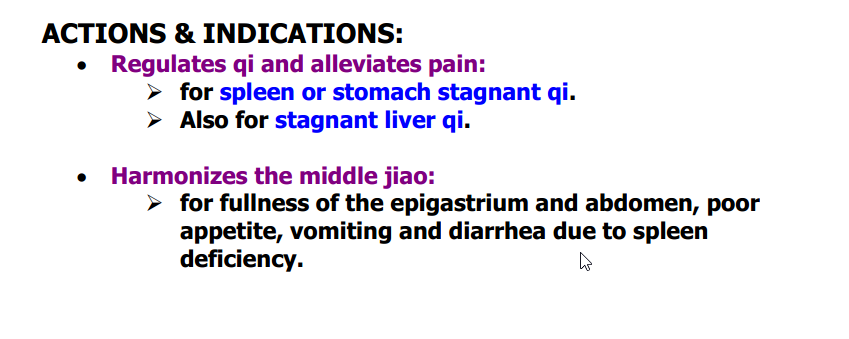 ACTIONS & INDICATIONS:
• Regulates qi and alleviates pain:
➢ for spleen or stomach stagnant qi.
➢ Also for stagnant liver qi.
• Harmonizes the middle jiao:
➢ for fullness of the epigastrium and abdomen, poor
appetite, vomiting and diarrhea due to spleen
deficiency.